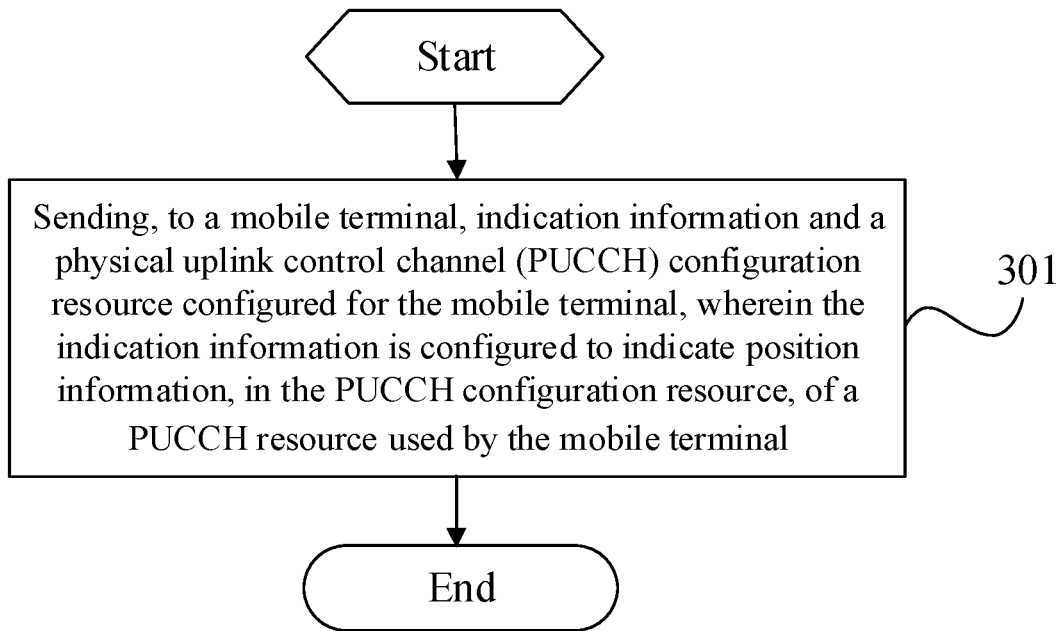 Start
Sending, to a mobile terminal, indication information and a
physical uplink control channel (PUCCH) configuration
resource configured for the mobile terminal, wherein the
indication information is configured to indicate position
information, in the PUCCH configuration resource, of a
PUCCH resource used by the mobile terminal
301
End